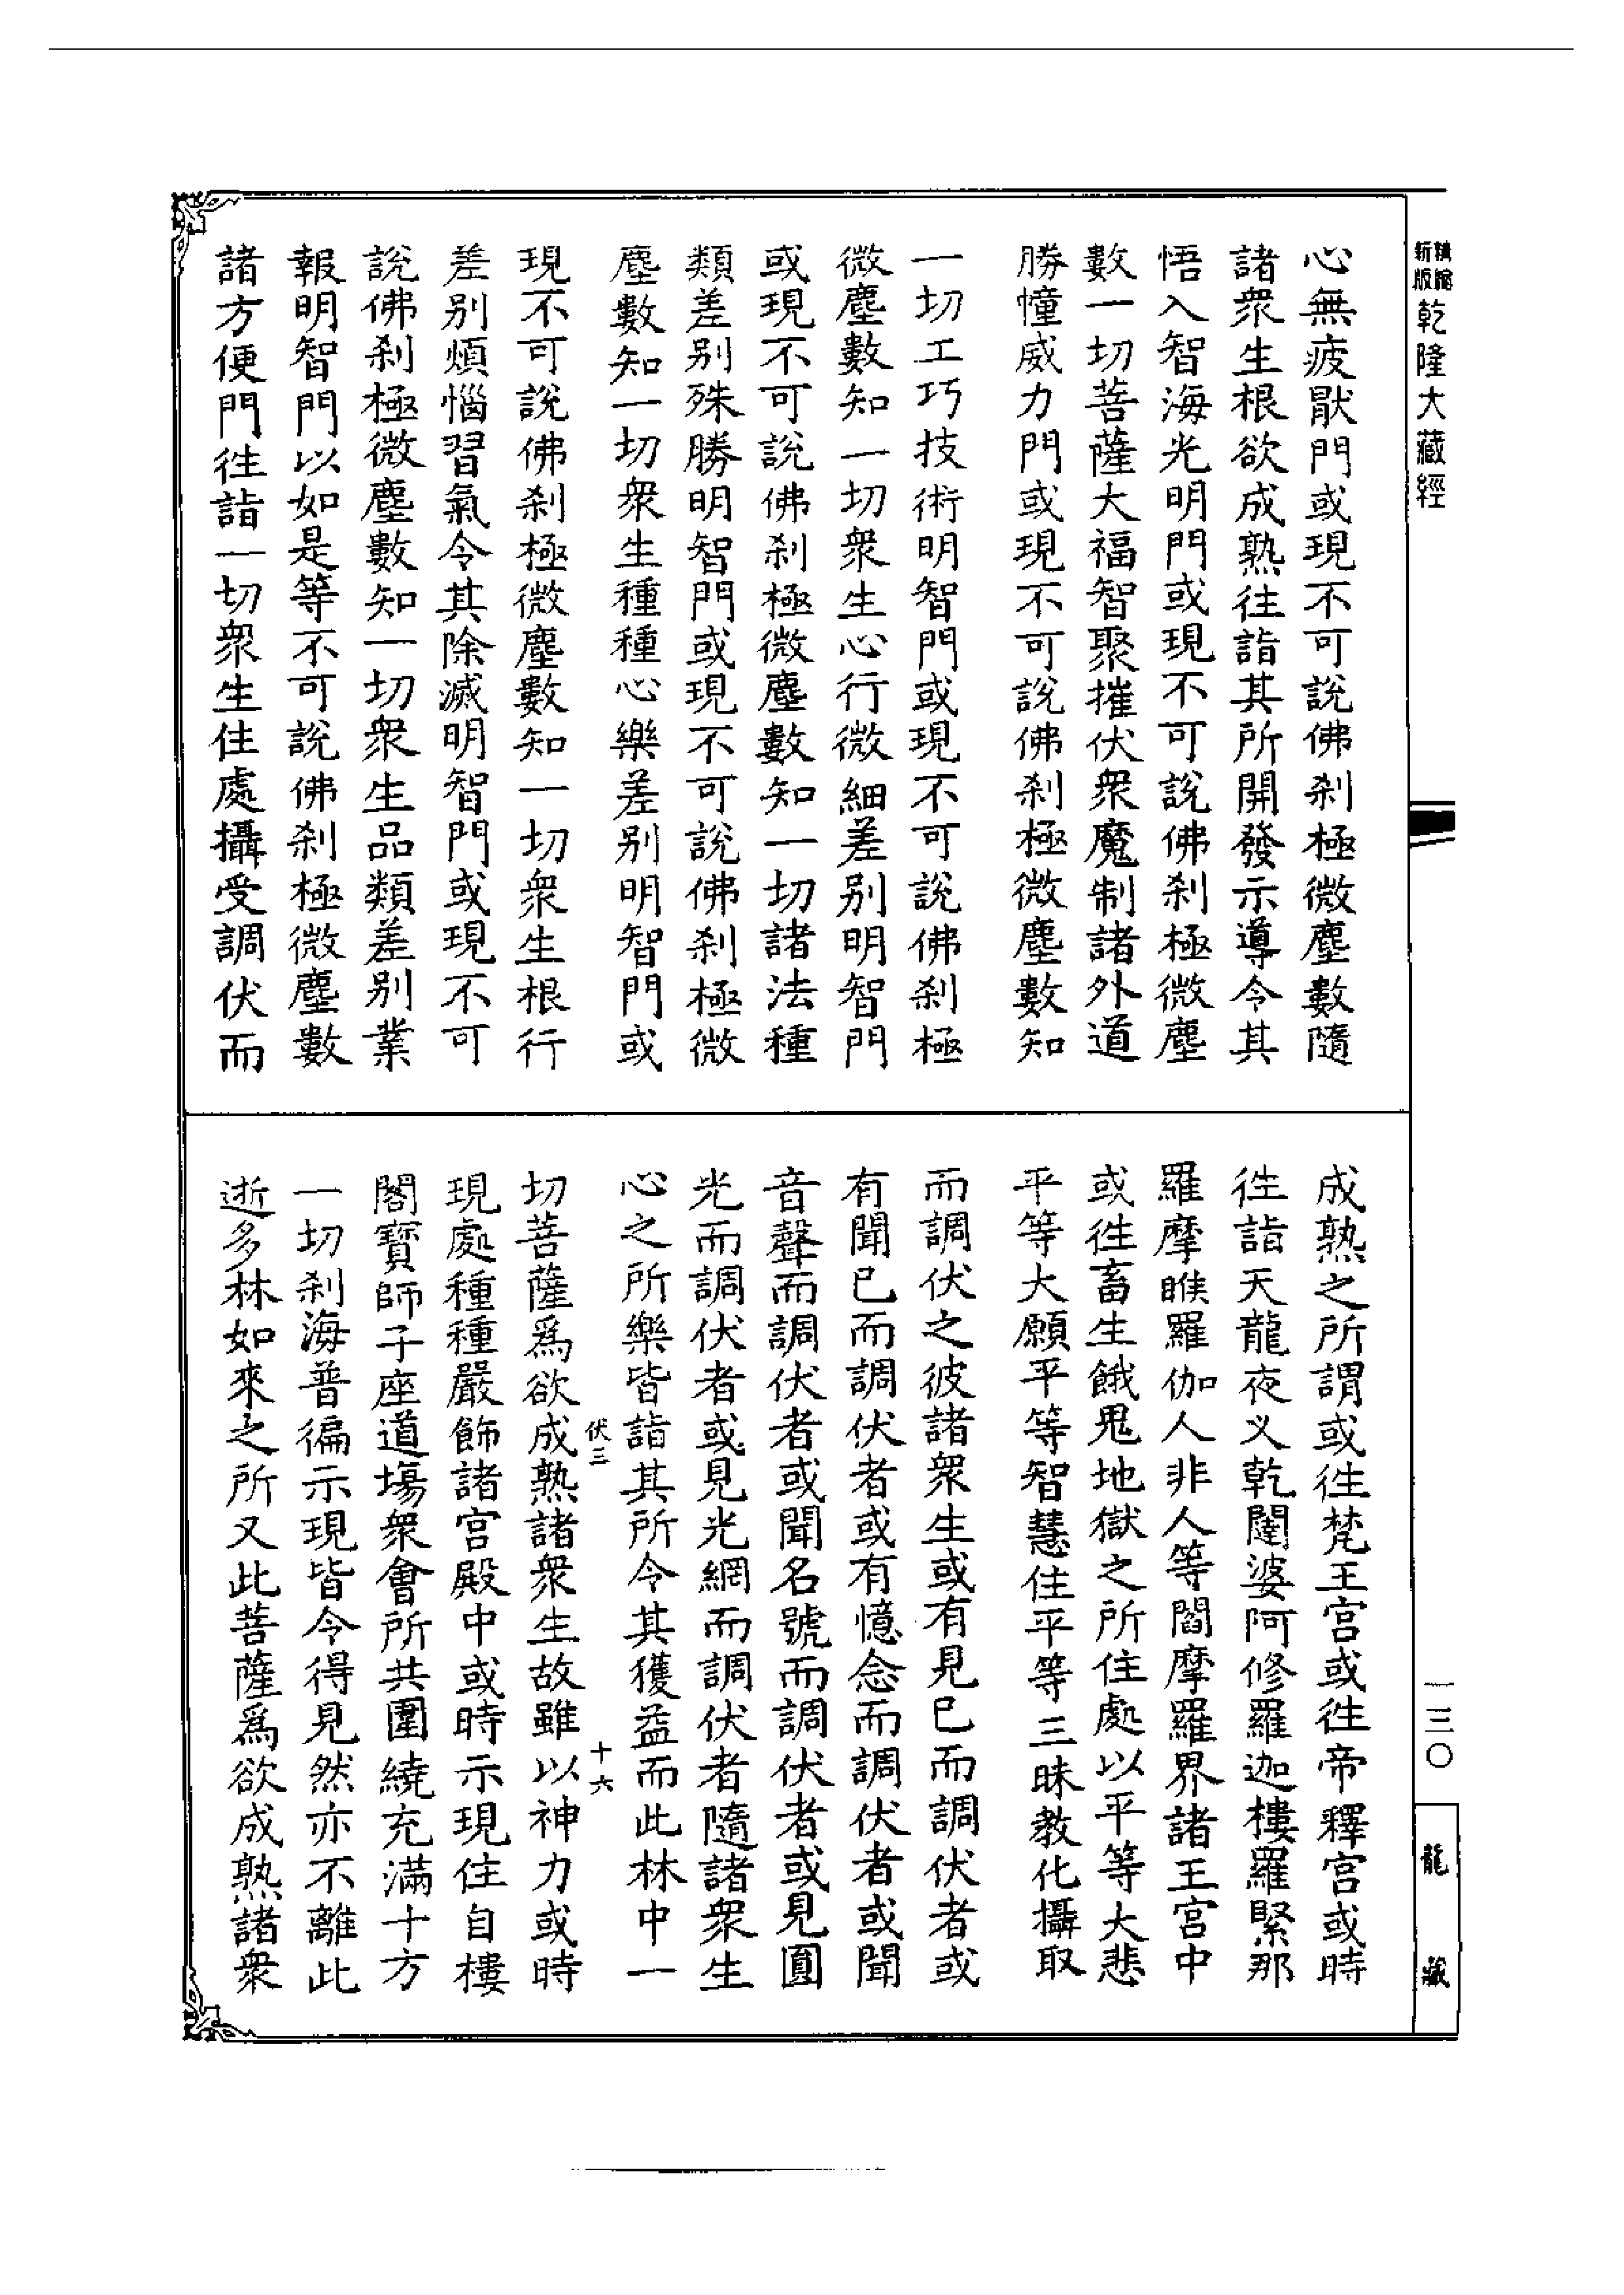 精縮新版乾隆大藏經
心無疲猒門或現不可說佛刹極微塵數隨
諸衆生根欲成熟往詣其所開發示導令其
悟入智海光明門或現不可說佛刹極微塵
數一切菩薩大福智聚摧伏衆魔制諸外道
勝幢威力門或現不可說佛刹極微塵數知
一切工巧技術明智門或現不可說佛刹極
微塵數知一切衆生心行微細差别明智門
或現不可說佛刹極微塵數知一切諸法種
類差别殊勝明智門或現不可說佛刹極微
塵數知一切衆生種種心樂差别明智門或
現不可說佛刹極微塵數知一切衆生根行
差别煩惱習氣令其除滅明智門或現不可
說佛刹極微塵數知一切衆生品類差别業
報明智門以如是等不可說佛刹極微塵數
諸方便門往詣一切衆生住處攝受調伏而
成熟之所謂或往梵王宫或往帝釋宫或時
往詣天龍夜叉乾闥婆阿修羅迦樓羅緊那
羅摩睺羅伽人非人等閻摩羅界諸王宫中
或往畜生餓鬼地獄之所住處以平等大悲
平等大願平等智慧住平等三昧教化攝取
而調伏之彼諸衆生或有見已而調伏者或
有聞已而調伏者或有憶念而調伏者或聞
音聲而調伏者或聞名號而調伏者或見圓
光而調伏者或見光網而調伏者隨諸衆生
心之所樂皆詣其所令其獲益而此林中一
伏三
十六
切菩薩爲欲成熟諸衆生故雖以神力或時
現處種種嚴飾諸宫殿中或時示現住自樓
閣寶師子座道場衆會所共圍繞充滿十方
一切刹海普徧示現皆令得見然亦不離此
逝多林如來之所又此菩薩爲欲成熟諸衆
一三〇
龍藏